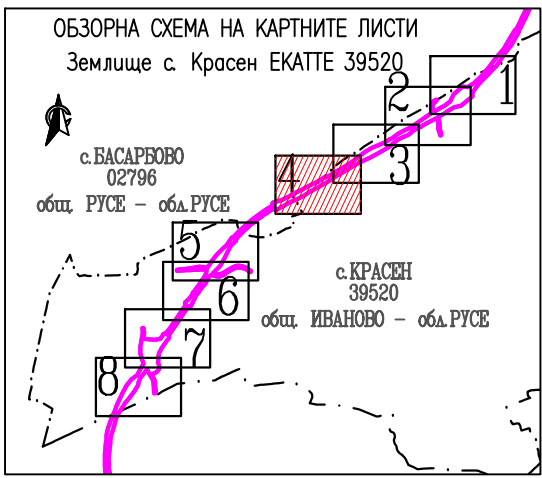 ОБЗОРНА СХЕМА НА КАРТНИТЕ ЛИСТИ
Землище с. Красен ЕКАТТЕ 39520
1
2
3
4
с.БАСАРБОВО
02796
общ. РУСЕ – обл.РУСЕ
5
6
с.КРАСЕН
39520
общ. ИВАНОВО – обл.РУСЕ
7
8